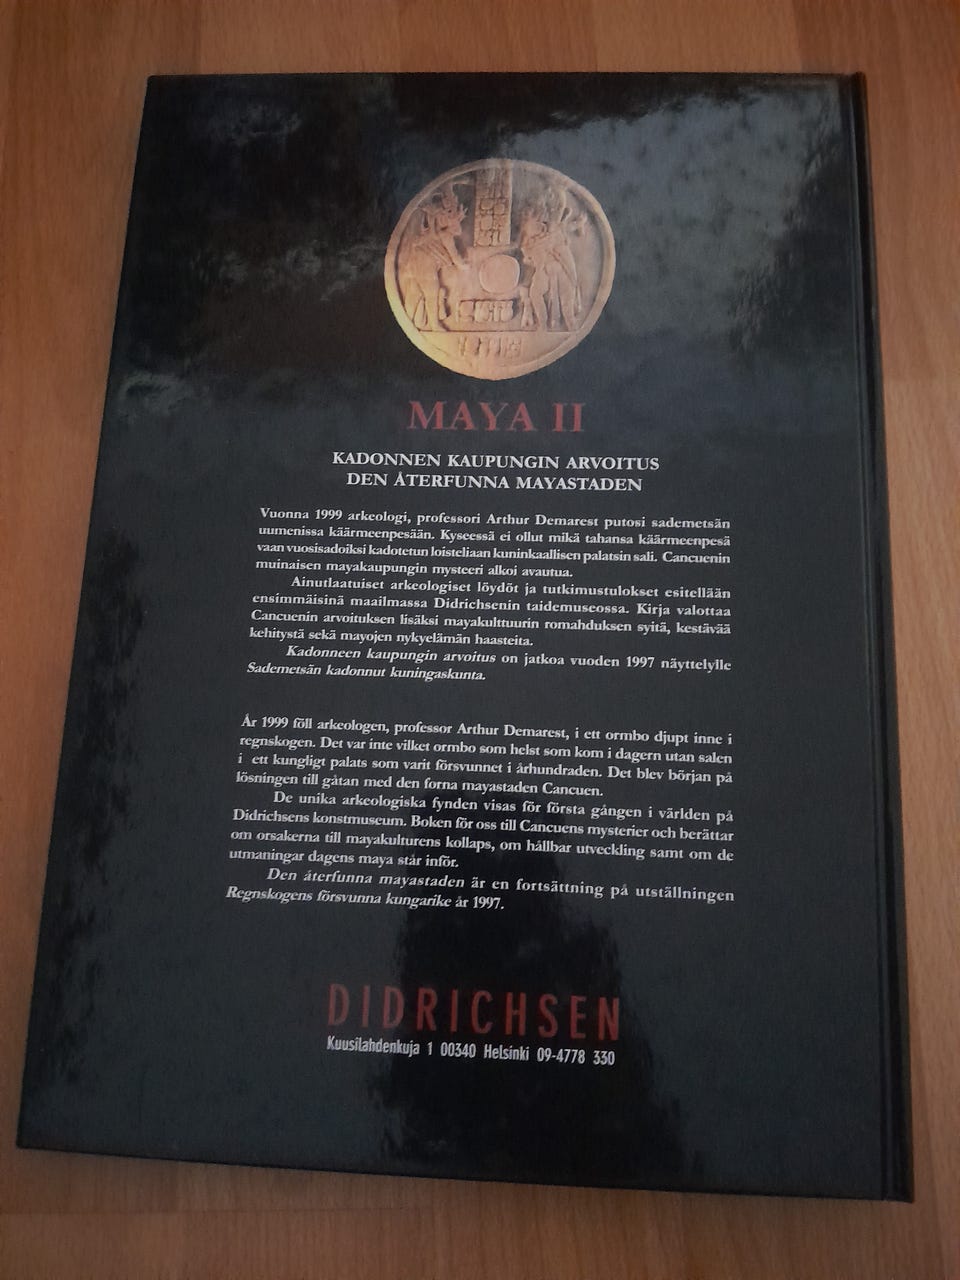 MAYA II
KADONNEN KAUPUNGIN ARVOITUS
DEN ÅTERFUNNA MAYASTADEN
Vuonna 1999 arkeologi, professori Arthur Demarest putosi sademetsän
uumenissa käärmeenpesään. Kyseessä ei ollut mikä tahansa käärmeenpesä
vaan vuosisadoiksi kadotetun loisteliaan kuninkaallisen palatsin sali. Cancuenin
muinaisen mayakaupungin mysteeri alkoi avautua.
Ainutlaatuiset arkeologiset löydöt ja tutkimustulokset esitellään
ensimmäisinä maailmassa Didrichsenin taidemuseossa. Kirja valottaa
Cancuenin arvoituksen lisäksi mayakulttuurin romahduksen syitä, kestävää
kehitystä sekä mayojen nykyelämän haasteita.
Kadonneen kaupungin arvoitus on jatkoa vuoden 1997 näyttelylle
Sademetsän kadonnut kuningaskunta.
År 1999 föll arkeologen, professor Arthur Demarest, i ett ormbo djupt inne i
regnskogen. Det var inte vilket ormbo som helst som kom i dagern utan salen
i ett kungligt palats som varit försvunnet i århundraden. Det blev början på
lösningen till gåtan med den forna mayastaden Cancuen.
De unika arkeologiska fynden visas för första gången i världen på
Didrichsens konstmuseum. Boken för oss till Cancuens mysterier och berättar
om orsakerna till mayakulturens kollaps, om hållbar utveckling samt om de
utmaningar dagens maya står inför.
Den återfunna mayastaden är en fortsättning på utställningen
Regnskogens försvunna kungarike år 1997.
DIDRICHSEN
Kuusilahdenkuja 1 00340 Helsinki 09-4778 330